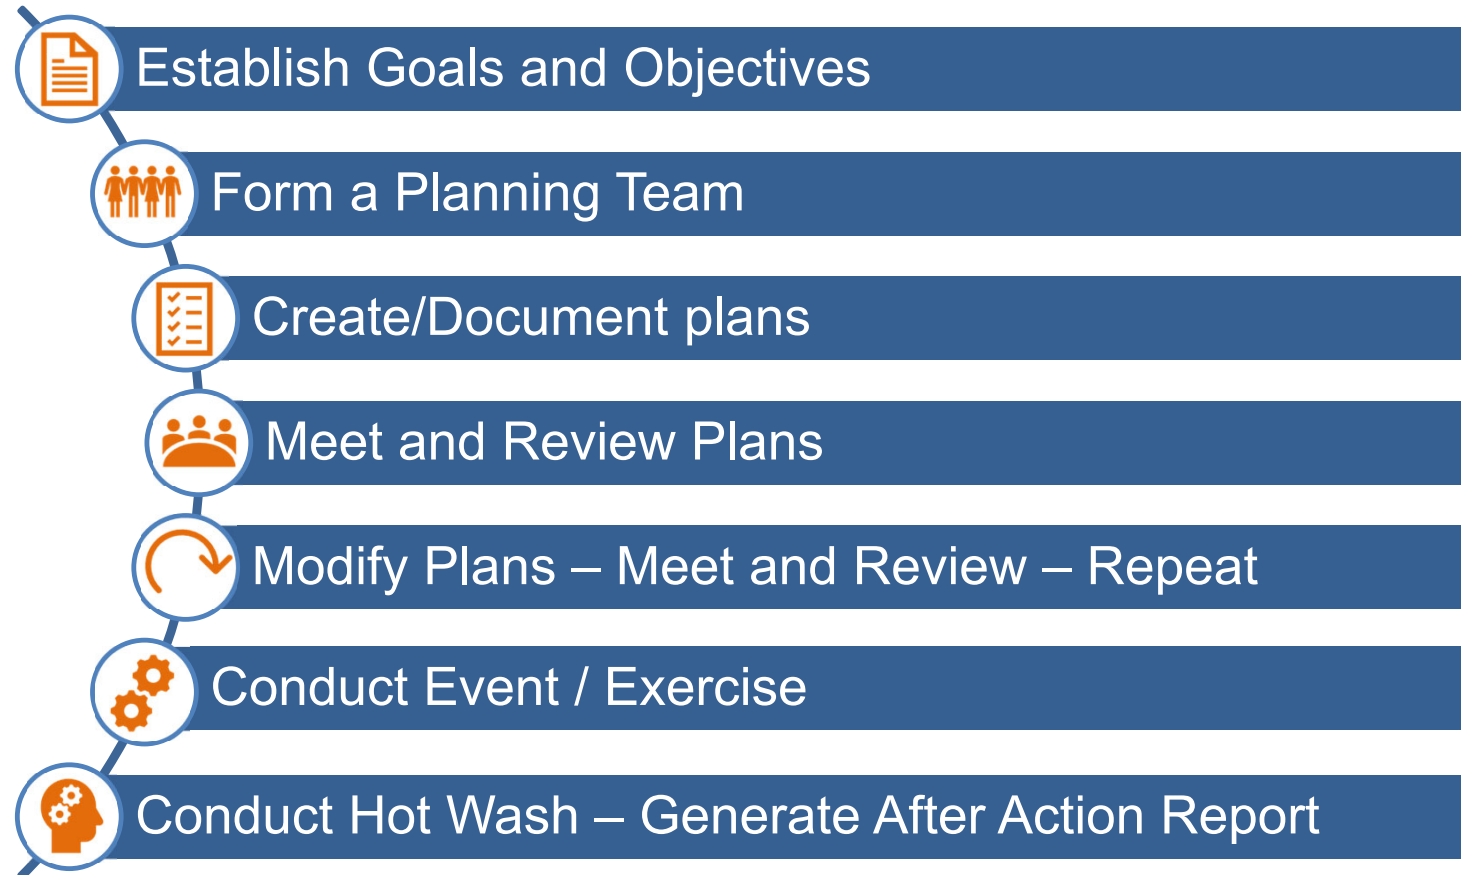 Establish Goals and Objectives
Form a Planning Team
Create/Document plans
Meet and Review Plans
Modify Plans – Meet and Review – Repeat
Conduct Event / Exercise
Conduct Hot Wash – Generate After Action Report